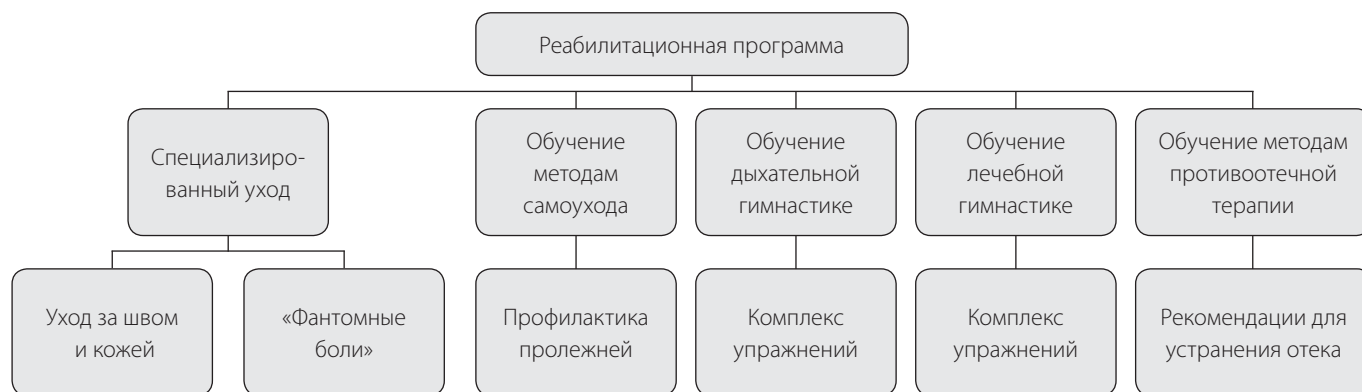 Реабилитационная программа
Специализиро-
ванный уход
Обучение
методам
самоухода
Обучение
дыхательной
гимнастике
Обучение
лечебной
гимнастике
Обучение методам
противоотечной
терапии
Уход за швом
и кожей
«Фантомные
боли»
Профилактика
пролежней
Комплекс
упражнений
Комплекс
упражнений
Рекомендации для
устранения отека